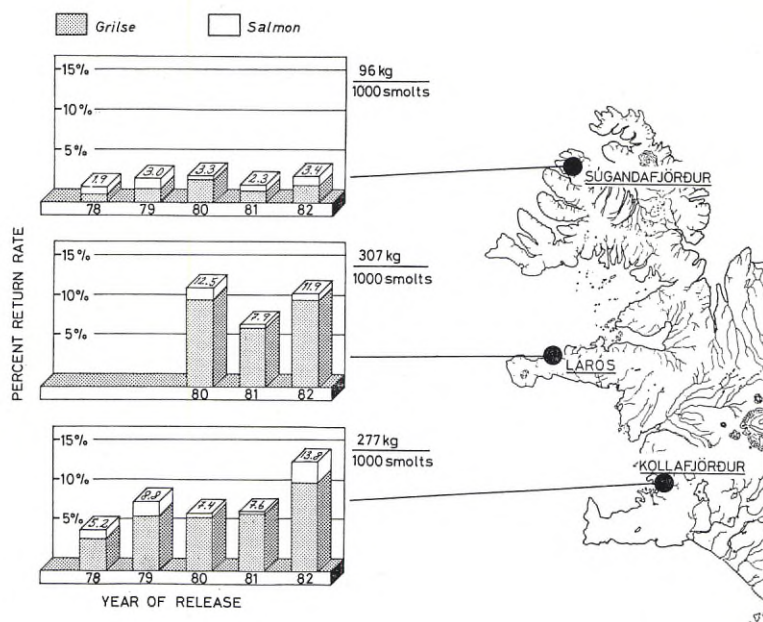 Grilse
Salmon
PERCENT RETURN RATE
15%
10%
5%
1.9
3.0
3.3
2.3
3.4
78 79 80 81 82
96 kg
1000 smolts
SÚGANDAFJÖRÐUR
15%
10%
5%
12.5
7.9
11.9
80 81 82
307 kg
1000 smolts
LÁRÓS
15%
10%
5%
5.2
8.8
7.4
7.6
13.8
78 79 80 81 82
277 kg
1000 smolts
KOLLAFJÖRÐUR
YEAR OF RELEASE